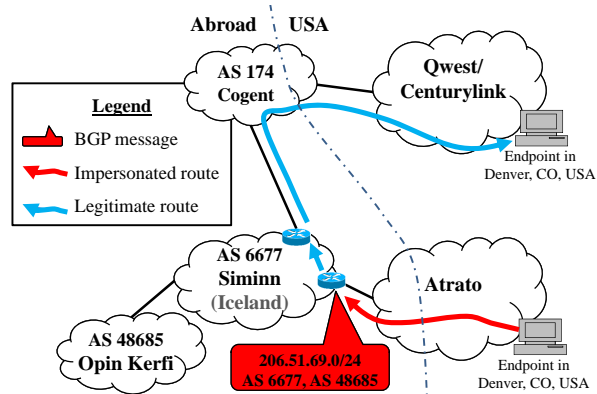 Abroad USA
AS 174
Cogent
Qwest/
Centurylink
Legend
BGP message
Impersonated route
Legitimate route
Endpoint in
Denver, CO, USA
AS 6677
Siminn
(Iceland)
Atrato
AS 48685
Opin Kerfi
206.51.69.0/24
AS 6677, AS 48685
Endpoint in
Denver, CO, USA